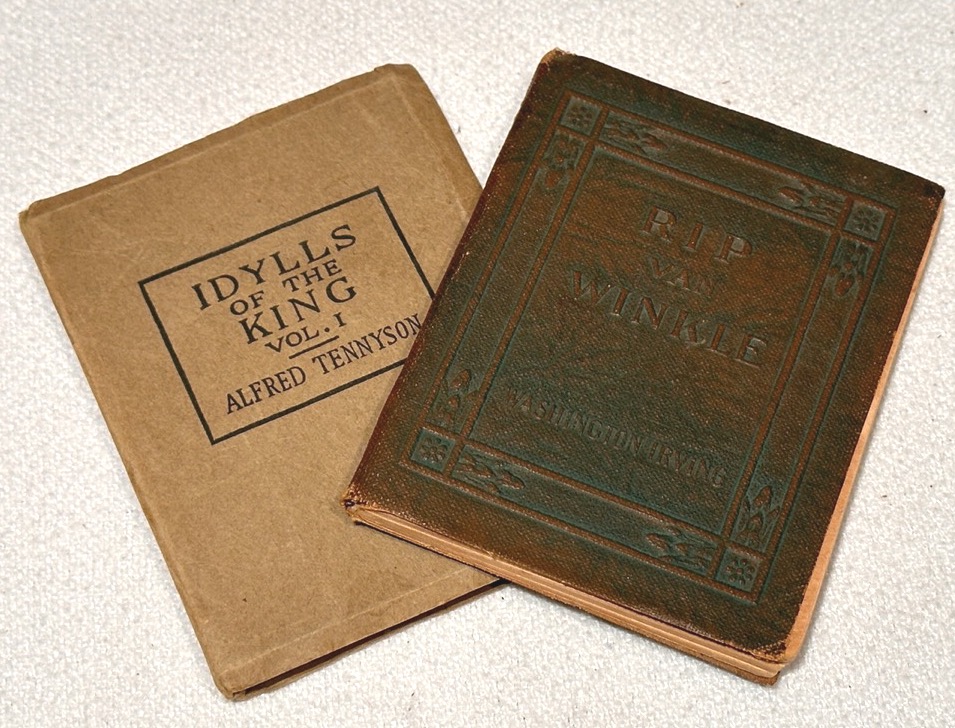 IDYLLS
OF THE
KING
VOL. I
ALFRED TENNYSON
RIP
VAN
WINKLE
WASHINGTON IRVING